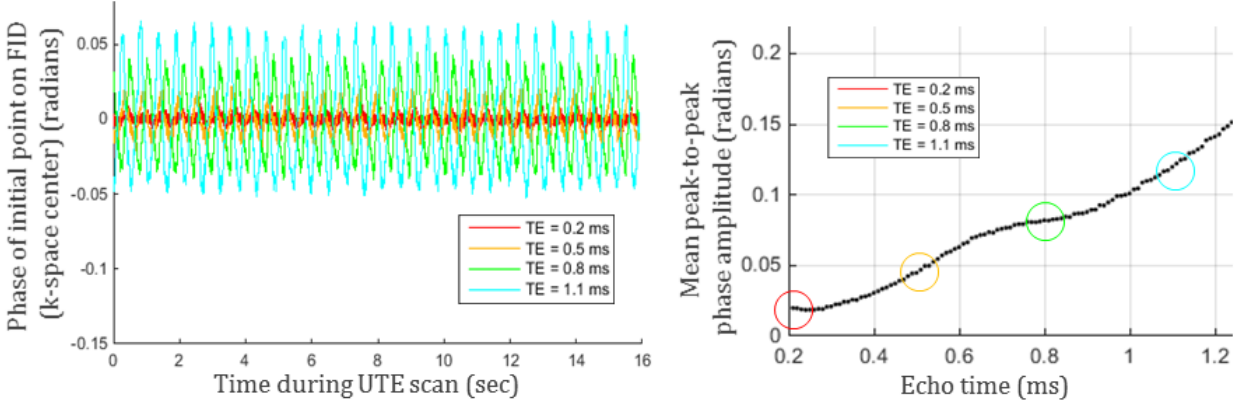 Phase of initial point on FID
(k-space center) (radians)
0.05
0
-0.05
-0.1
-0.15
TE = 0.2 ms
TE = 0.5 ms
TE = 0.8 ms
TE = 1.1 ms
0
2
4
6
8
10
12
14
16
Time during UTE scan (sec)
Mean peak-to-peak
phase amplitude (radians)
0.2
0.15
0.1
0.05
0
TE = 0.2 ms
TE = 0.5 ms
TE = 0.8 ms
TE = 1.1 ms
0.2
0.4
0.6
0.8
1
1.2
Echo time (ms)